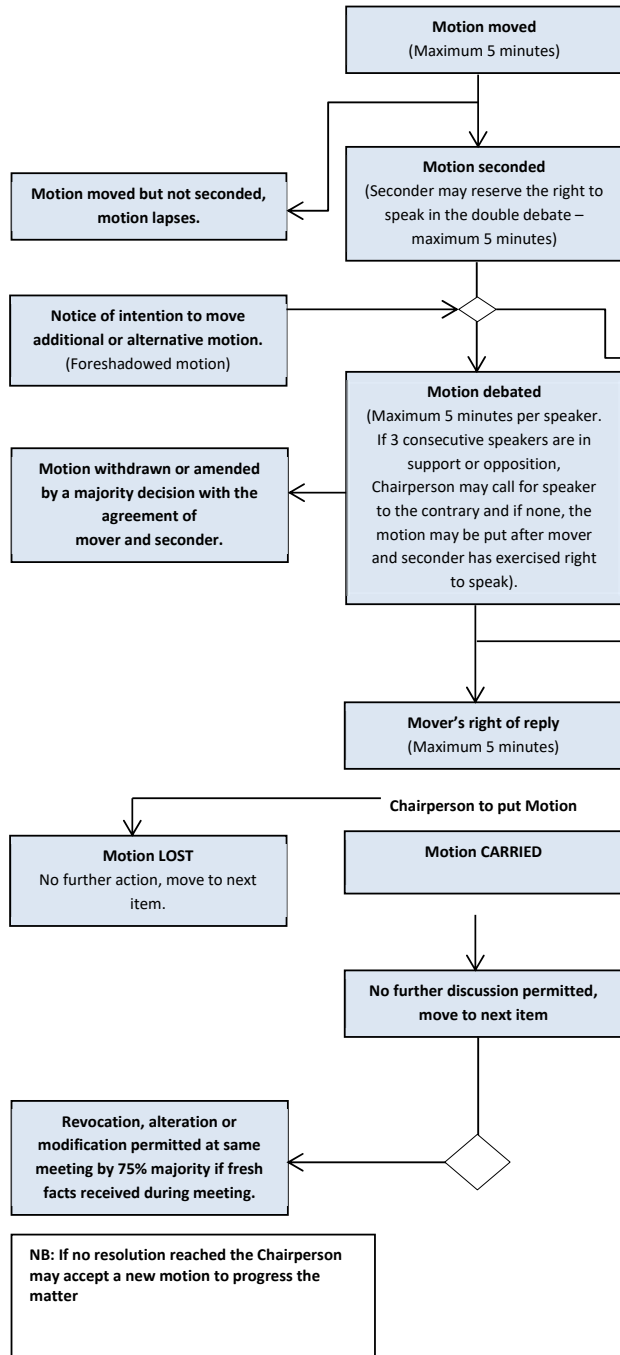 Motion moved
(Maximum 5 minutes)
Motion seconded
(Seconder may reserve the right to
speak in the double debate –
maximum 5 minutes)
Motion moved but not seconded,
motion lapses.
Notice of intention to move
additional or alternative motion.
(Foreshadowed motion)
Motion debated
(Maximum 5 minutes per speaker.
If 3 consecutive speakers are in
support or opposition,
Chairperson may call for speaker
to the contrary and if none, the
motion may be put after mover
and seconder has exercised right
to speak).
Motion withdrawn or amended
by a majority decision with the
agreement of
mover and seconder.
Mover’s right of reply
(Maximum 5 minutes)
Chairperson to put Motion
Motion LOST
No further action, move to next
item.
Motion CARRIED
No further discussion permitted,
move to next item
Revocation, alteration or
modification permitted at same
meeting by 75% majority if fresh
facts received during meeting.
NB: If no resolution reached the Chairperson
may accept a new motion to progress the
matter